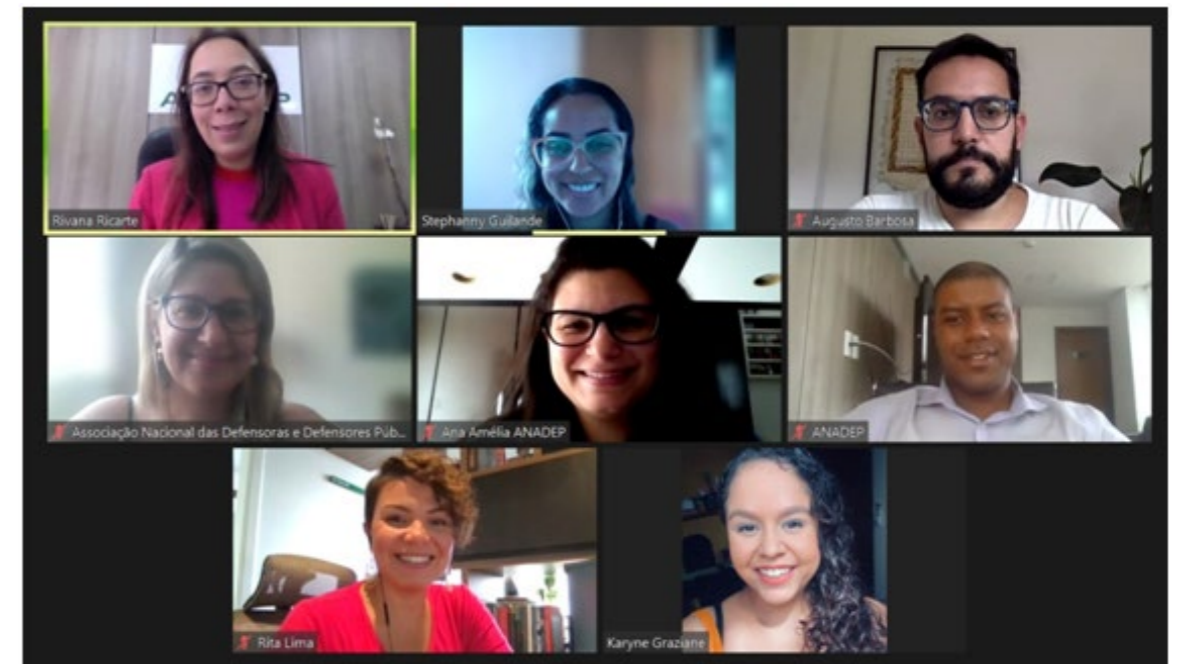 Rivana Ricarte
Stephanny Guilande
Augusto Barbosa
Associação Nacional das Defensoras e Defensores Púb...
Ana Amélia ANADEP
ANADEP
Rita Lima
Karyne Graziane